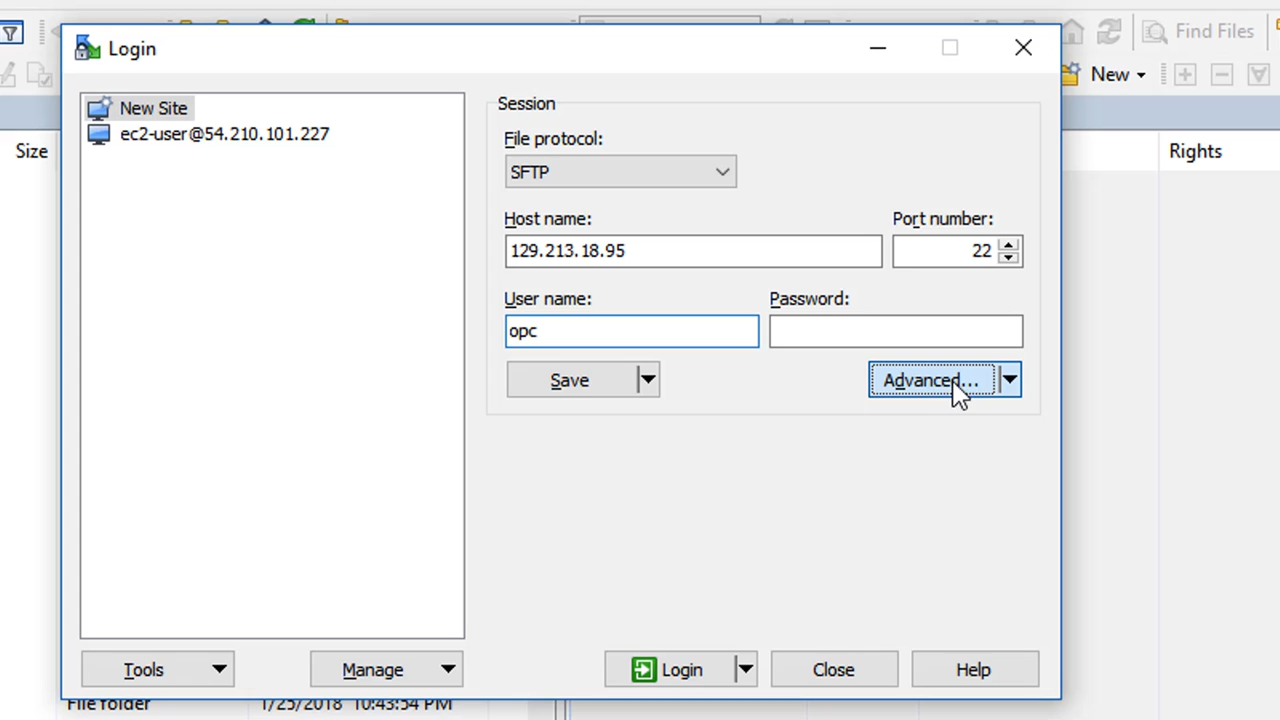 Login
Find Files
New
Size
New Site
ec2-user@54.210.101.227
Session
File protocol:
SFTP
Host name:
Port number:
129.213.18.95
22
User name:
Password:
opc
Save
Advanced...
Rights
Tools
Manage
Login
Close
Help
File folder
1/25/2018 10:43:54 PM